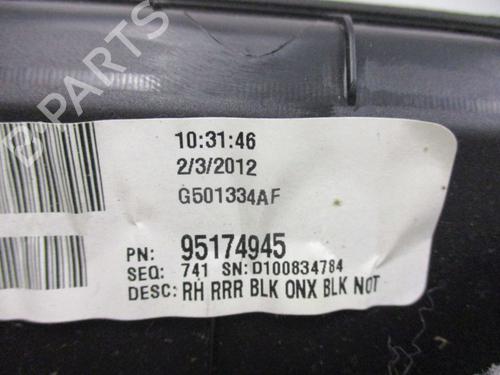 B PARTS
10:31:46
2/3/2012
G501334AF
PN: 95174945
SEQ: 741 SN: D100834784
DESC: RH RRR BLK ONX BLK NOT